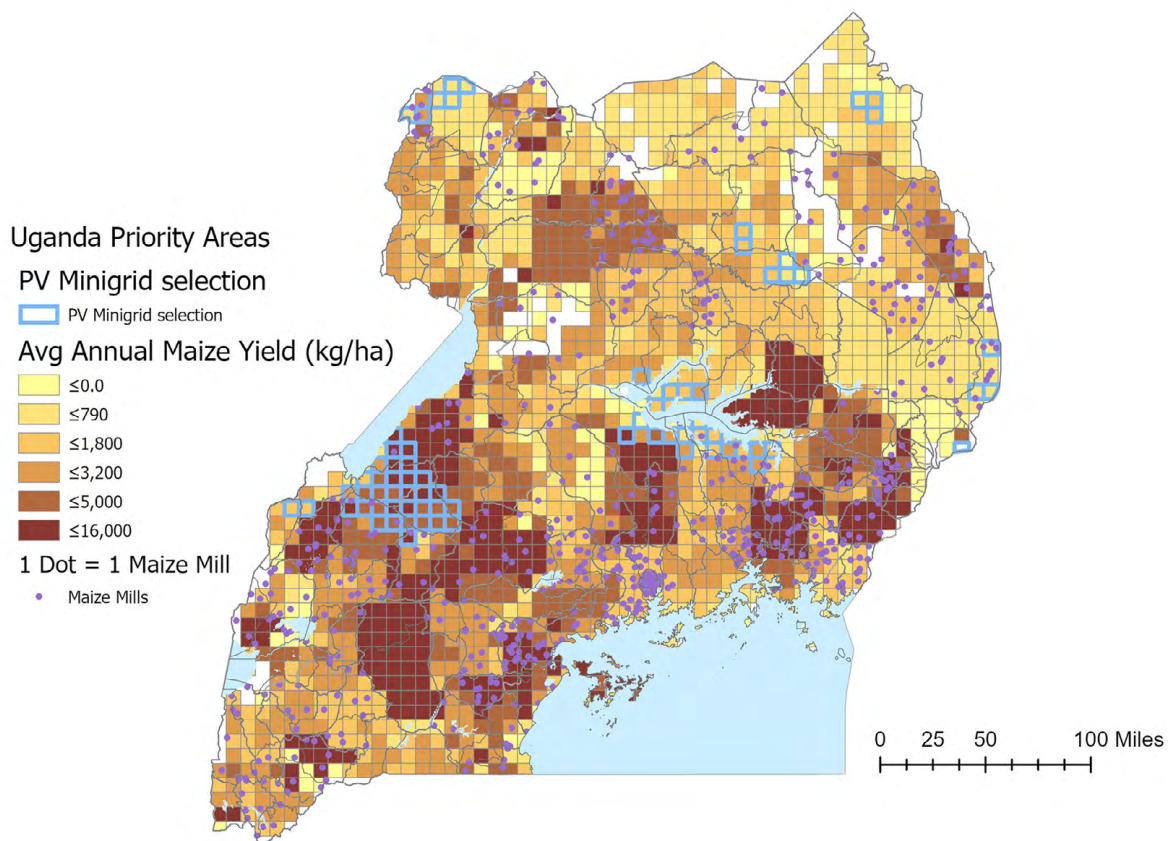 Uganda Priority Areas
PV Minigrid selection
PV Minigrid selection
Avg Annual Maize Yield (kg/ha)
≤0.0
≤790
≤1,800
≤3,200
≤5,000
≤16,000
1 Dot = 1 Maize Mill
Maize Mills
0 25 50 100 Miles